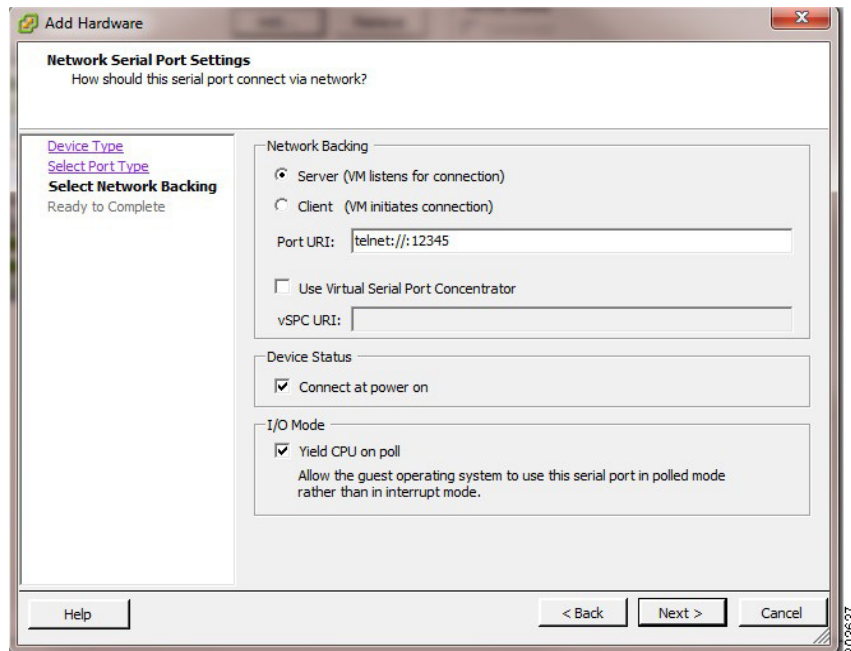 Add Hardware
Network Serial Port Settings
How should this serial port connect via network?
Device Type
Select Port Type
Select Network Backing
Ready to Complete
Network Backing
Server (VM listens for connection)
Client (VM initiates connection)
Port URI: telnet://:12345
Use Virtual Serial Port Concentrator
vSPC URI:
Device Status
Connect at power on
I/O Mode
Yield CPU on poll
Allow the guest operating system to use this serial port in polled mode
rather than in interrupt mode.
Help
< Back
Next >
Cancel